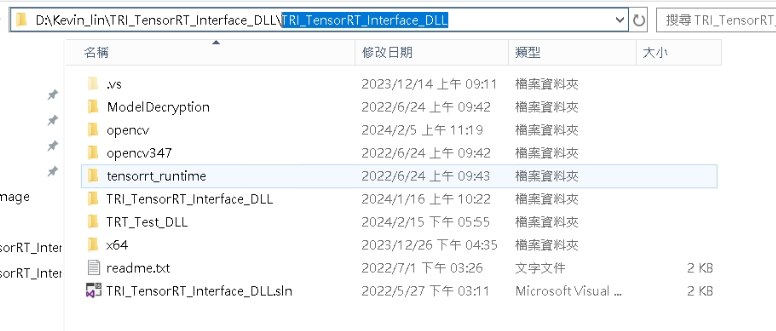 D:\Kevin_lin\TRI_TensorRT_Interface_DLL\TRI_TensorRT_Interface_DLL 搜尋 TRI_TensorRT_
名稱 修改日期 類型 大小
.vs 2023/12/14 上午 09:11 檔案資料夾
ModelDecryption 2022/6/24 上午 09:42 檔案資料夾
opencv 2024/2/5 上午 11:19 檔案資料夾
opencv347 2022/6/24 上午 09:42 檔案資料夾
tensorrt_runtime 2022/6/24 上午 09:43 檔案資料夾
mage TRI_TensorRT_Interface_DLL 2024/1/16 上午 10:22 檔案資料夾
TRT_Test_DLL 2024/2/15 下午 05:55 檔案資料夾
sorRT_Inter x64 2023/12/26 下午 04:35 檔案資料夾
sorRT_Inter readme.txt 2022/7/1 下午 03:26 文字文件 2 KB
TRI_TensorRT_Interface_DLL.sln 2022/5/27 下午 03:11 Microsoft Visual ... 2 KB